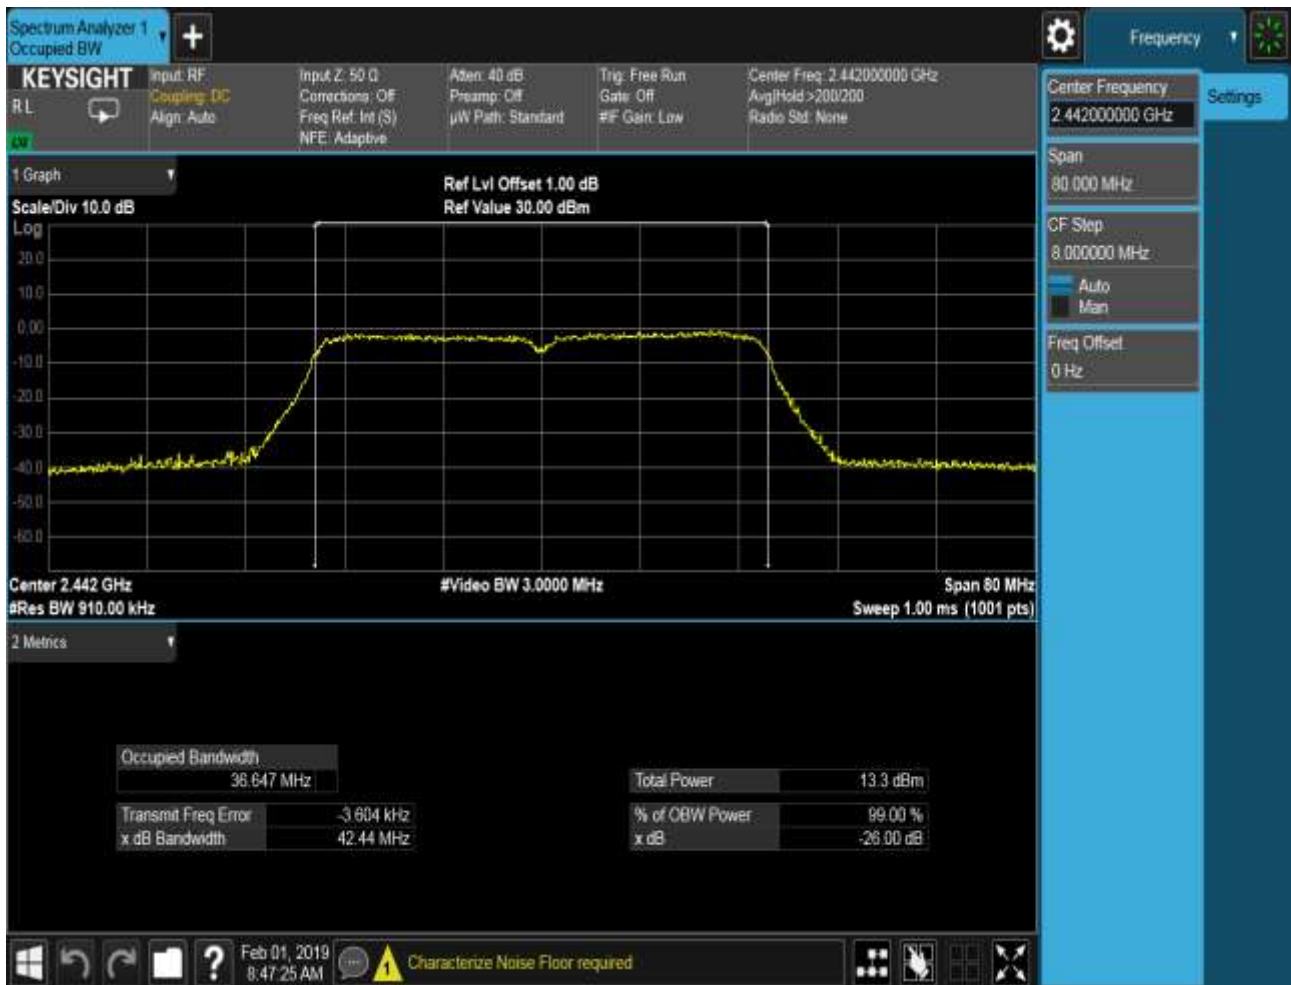 Spectrum Analyzer 1
Occupied BW
Frequency
KEYSIGHT
R L
Input: RF
Coupling: DC
Align: Auto
Input Z: 50 Ω
Corrections: Off
Freq Ref: Int (S)
NFE: Adaptive
Atten: 40 dB
Preamp: Off
µW Path: Standard
Trig: Free Run
Gate: Off
#IF Gain: Low
Center Freq: 2.442000000 GHz
Avg|Hold >200/200
Radio Std: None
Center Frequency
2.442000000 GHz
Settings
Span
80.000 MHz
CF Step
8.000000 MHz
Auto
Man
Freq Offset
0 Hz
1 Graph
Scale/Div 10.0 dB
Ref Lvl Offset 1.00 dB
Ref Value 30.00 dBm
Log
20.0
10.0
0.00
-10.0
-20.0
-30.0
-40.0
-50.0
-60.0
Center 2.442 GHz
#Video BW 3.0000 MHz
Span 80 MHz
#Res BW 910.00 kHz
Sweep 1.00 ms (1001 pts)
2 Metrics
Occupied Bandwidth
36.647 MHz
Total Power 13.3 dBm
Transmit Freq Error -3.604 kHz
% of OBW Power 99.00 %
x dB Bandwidth 42.44 MHz
x dB -26.00 dB
Feb 01, 2019
8:47:25 AM
1
Characterize Noise Floor required